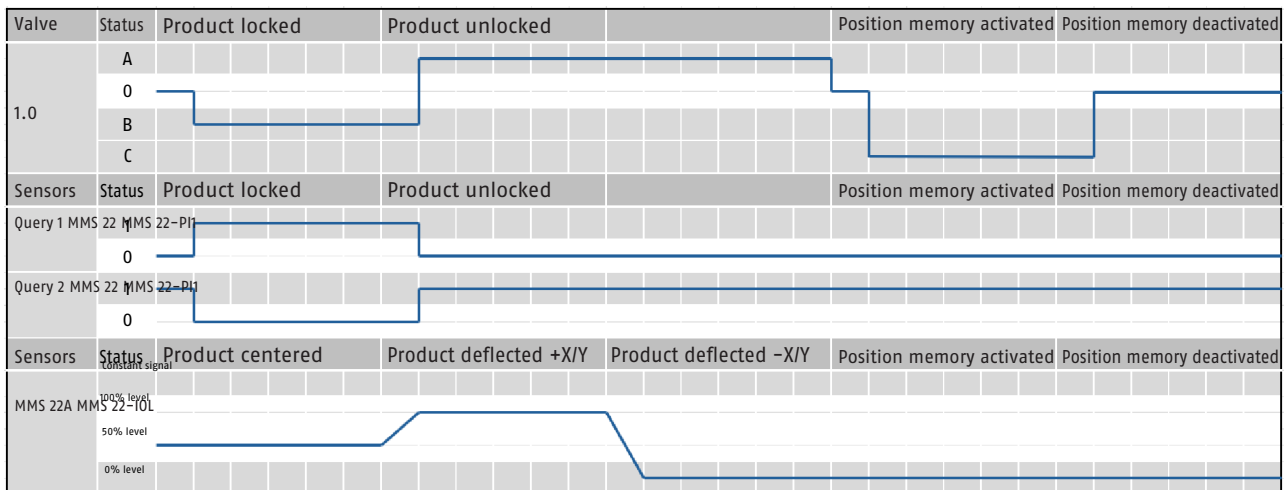 Valve Status Product locked Product unlocked Position memory activated Position memory deactivated
A
0
1.0
B
C
Sensors Status Product locked Product unlocked Position memory activated Position memory deactivated
Query 1 MMS 22 MMS 22-PI1
1
0
Query 2 MMS 22 MMS 22-PI1
1
0
Sensors Status Product centered Product deflected +X/Y Product deflected -X/Y Position memory activated Position memory deactivated
Constant signal
100% level
MMS 22A MMS 22-IOL
50% level
0% level